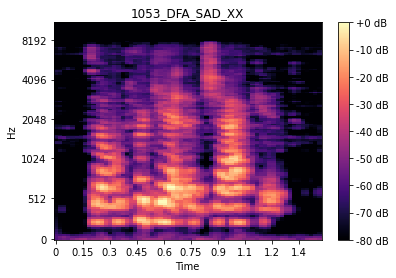 1053_DFA_SAD_XX
+0 dB
8192
-10 dB
4096
-20 dB
-30 dB
2048
Hz
-40 dB
1024
-50 dB
512
-60 dB
-70 dB
0
-80 dB
0 0.15 0.3 0.45 0.6 0.75 0.9 1.1 1.2 1.4
Time